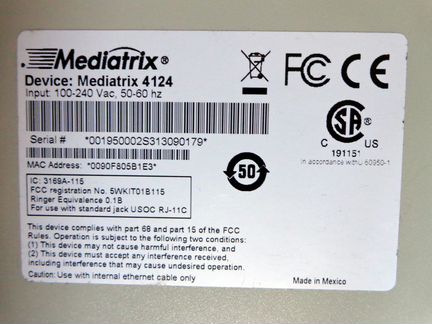 Mediatrix®
Device: Mediatrix 4124
Input: 100-240 Vac, 50-60 hz
FC CE
Serial # *001950002S313090179*
SA
C US
191151
In accordance with U 60950-1
MAC Address: *0090F805B1E3*
50
IC: 3169A-115
FCC registration No. 5WKIT01B115
Ringer Equivalence 0.1B
For use with standard jack USOC RJ-11C
This device complies with part 68 and part 15 of the FCC
Rules. Operation is subject to the following two conditions:
(1) This device may not cause harmful interference, and
(2) This device must accept any interference received,
including interference that may cause undesired operation.
Caution: Use with internal ethernet cable only
Made in Mexico